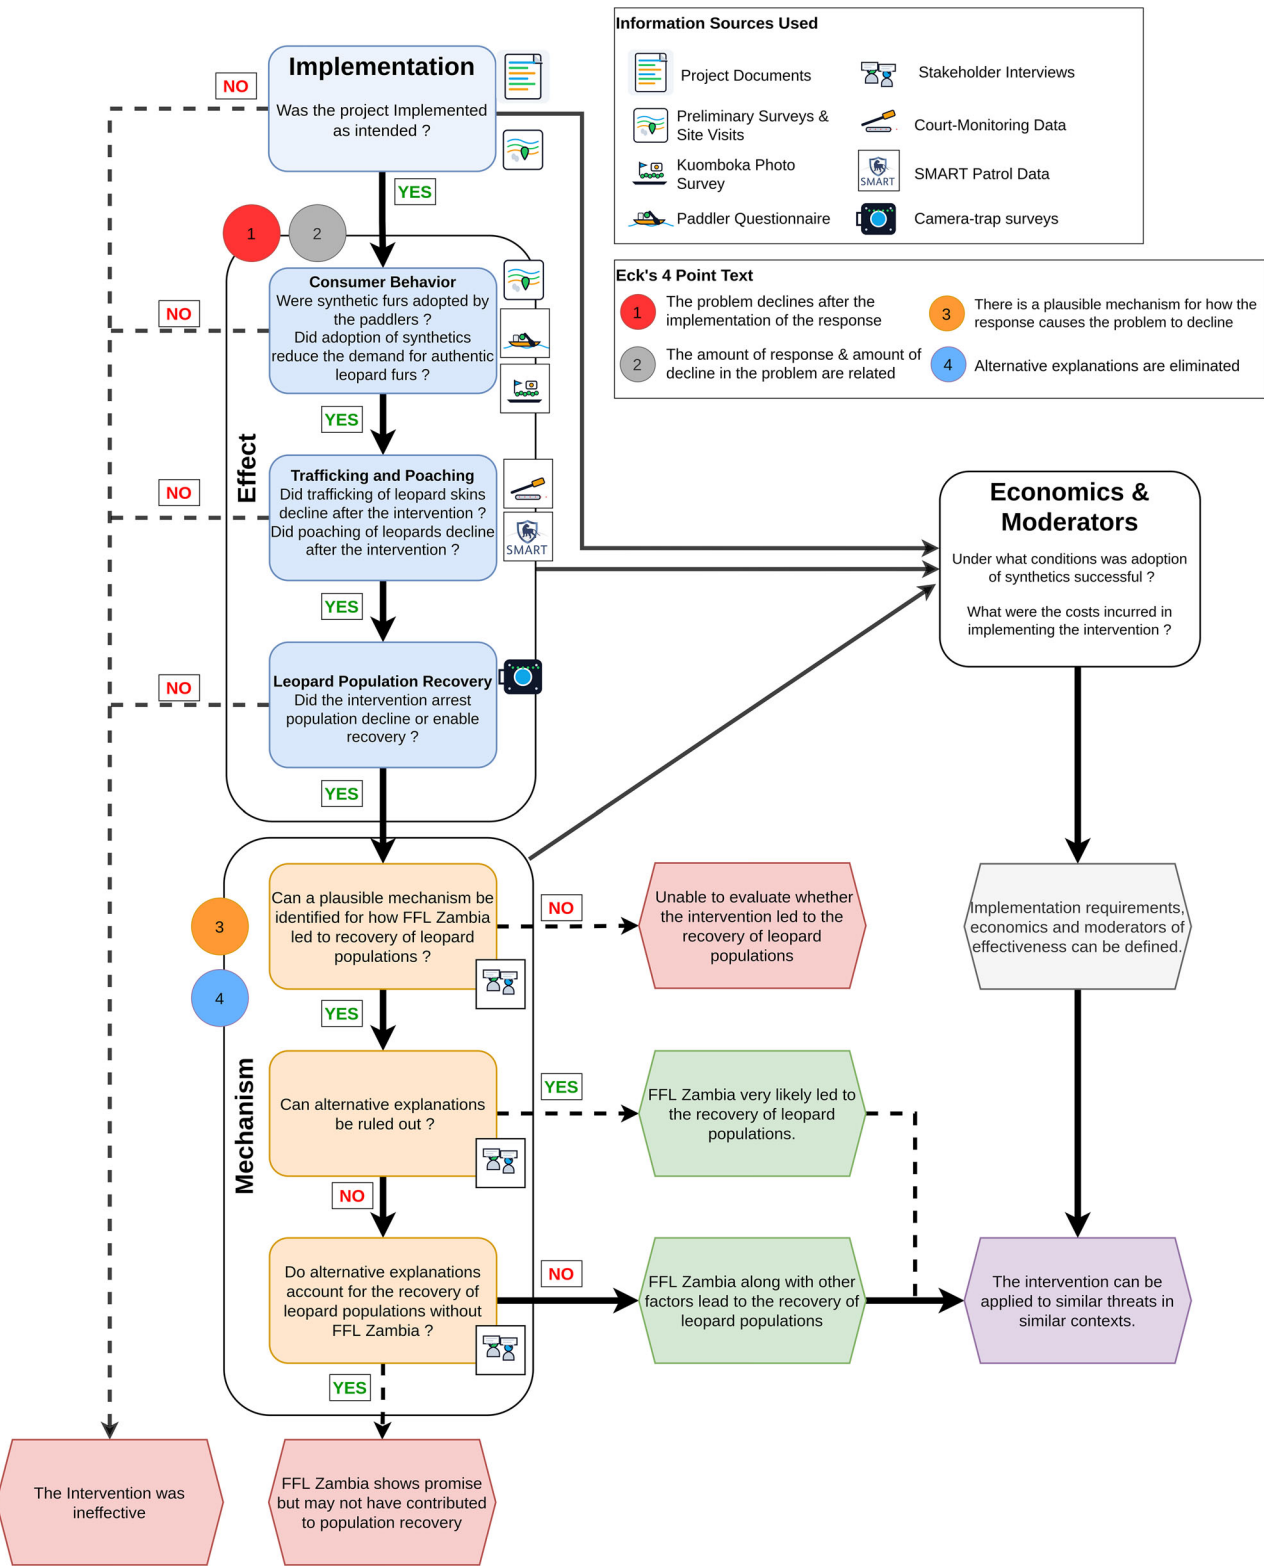 Information Sources Used
Project Documents
Stakeholder Interviews
Preliminary Surveys &
Site Visits
Court-Monitoring Data
Kuomboka Photo
Survey
SMART
SMART Patrol Data
Paddler Questionnaire
Camera-trap surveys
Eck's 4 Point Text
1
The problem declines after the
implementation of the response
3
There is a plausible mechanism for how the
response causes the problem to decline
2
The amount of response & amount of
decline in the problem are related
4
Alternative explanations are eliminated
Implementation
Was the project Implemented
as intended ?
NO
YES
1
2
Effect
Consumer Behavior
Were synthetic furs adopted by
the paddlers ?
Did adoption of synthetics
reduce the demand for authentic
leopard furs ?
NO
YES
Trafficking and Poaching
Did trafficking of leopard skins
decline after the intervention ?
Did poaching of leopards decline
after the intervention ?
SMART
NO
YES
Leopard Population Recovery
Did the intervention arrest
population decline or enable
recovery ?
NO
YES
Economics &
Moderators
Under what conditions was adoption
of synthetics successful ?
What were the costs incurred in
implementing the intervention ?
3
4
Mechanism
Can a plausible mechanism be
identified for how FFL Zambia
led to recovery of leopard
populations ?
NO
Unable to evaluate whether
the intervention led to the
recovery of leopard
populations
Implementation requirements,
economics and moderators of
effectiveness can be defined.
YES
Can alternative explanations
be ruled out ?
YES
FFL Zambia very likely led to
the recovery of leopard
populations.
NO
Do alternative explanations
account for the recovery of
leopard populations without
FFL Zambia ?
NO
FFL Zambia along with other
factors lead to the recovery of
leopard populations
The intervention can be
applied to similar threats in
similar contexts.
YES
The Intervention was
ineffective
FFL Zambia shows promise
but may not have contributed
to population recovery